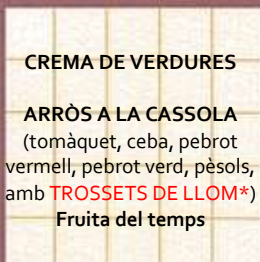 CREMA DE VERDURES
ARRÒS A LA CASSOLA
(tomàquet, ceba, pebrot
vermell, pebrot verd, pèsols,
amb TROSSETS DE LLOM*)
Fruita del temps